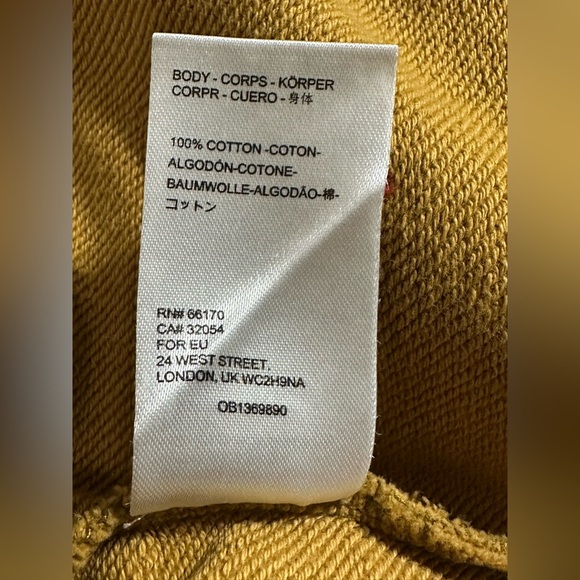 BODY - CORPS - KÖRPER
CORPR - CUERO - 身体
100% COTTON -COTON-
ALGODÓN-COTONE-
BAUMWOLLE-ALGODÃO-棉-
コットン
RN# 66170
CA# 32054
FOR EU
24 WEST STREET,
LONDON, UK WC2H9NA
OB1369890